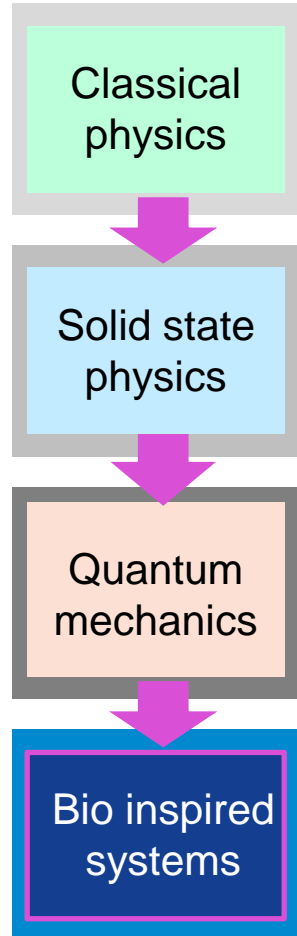 Classical
physics
Solid state
physics
Quantum
mechanics
Bio inspired
systems